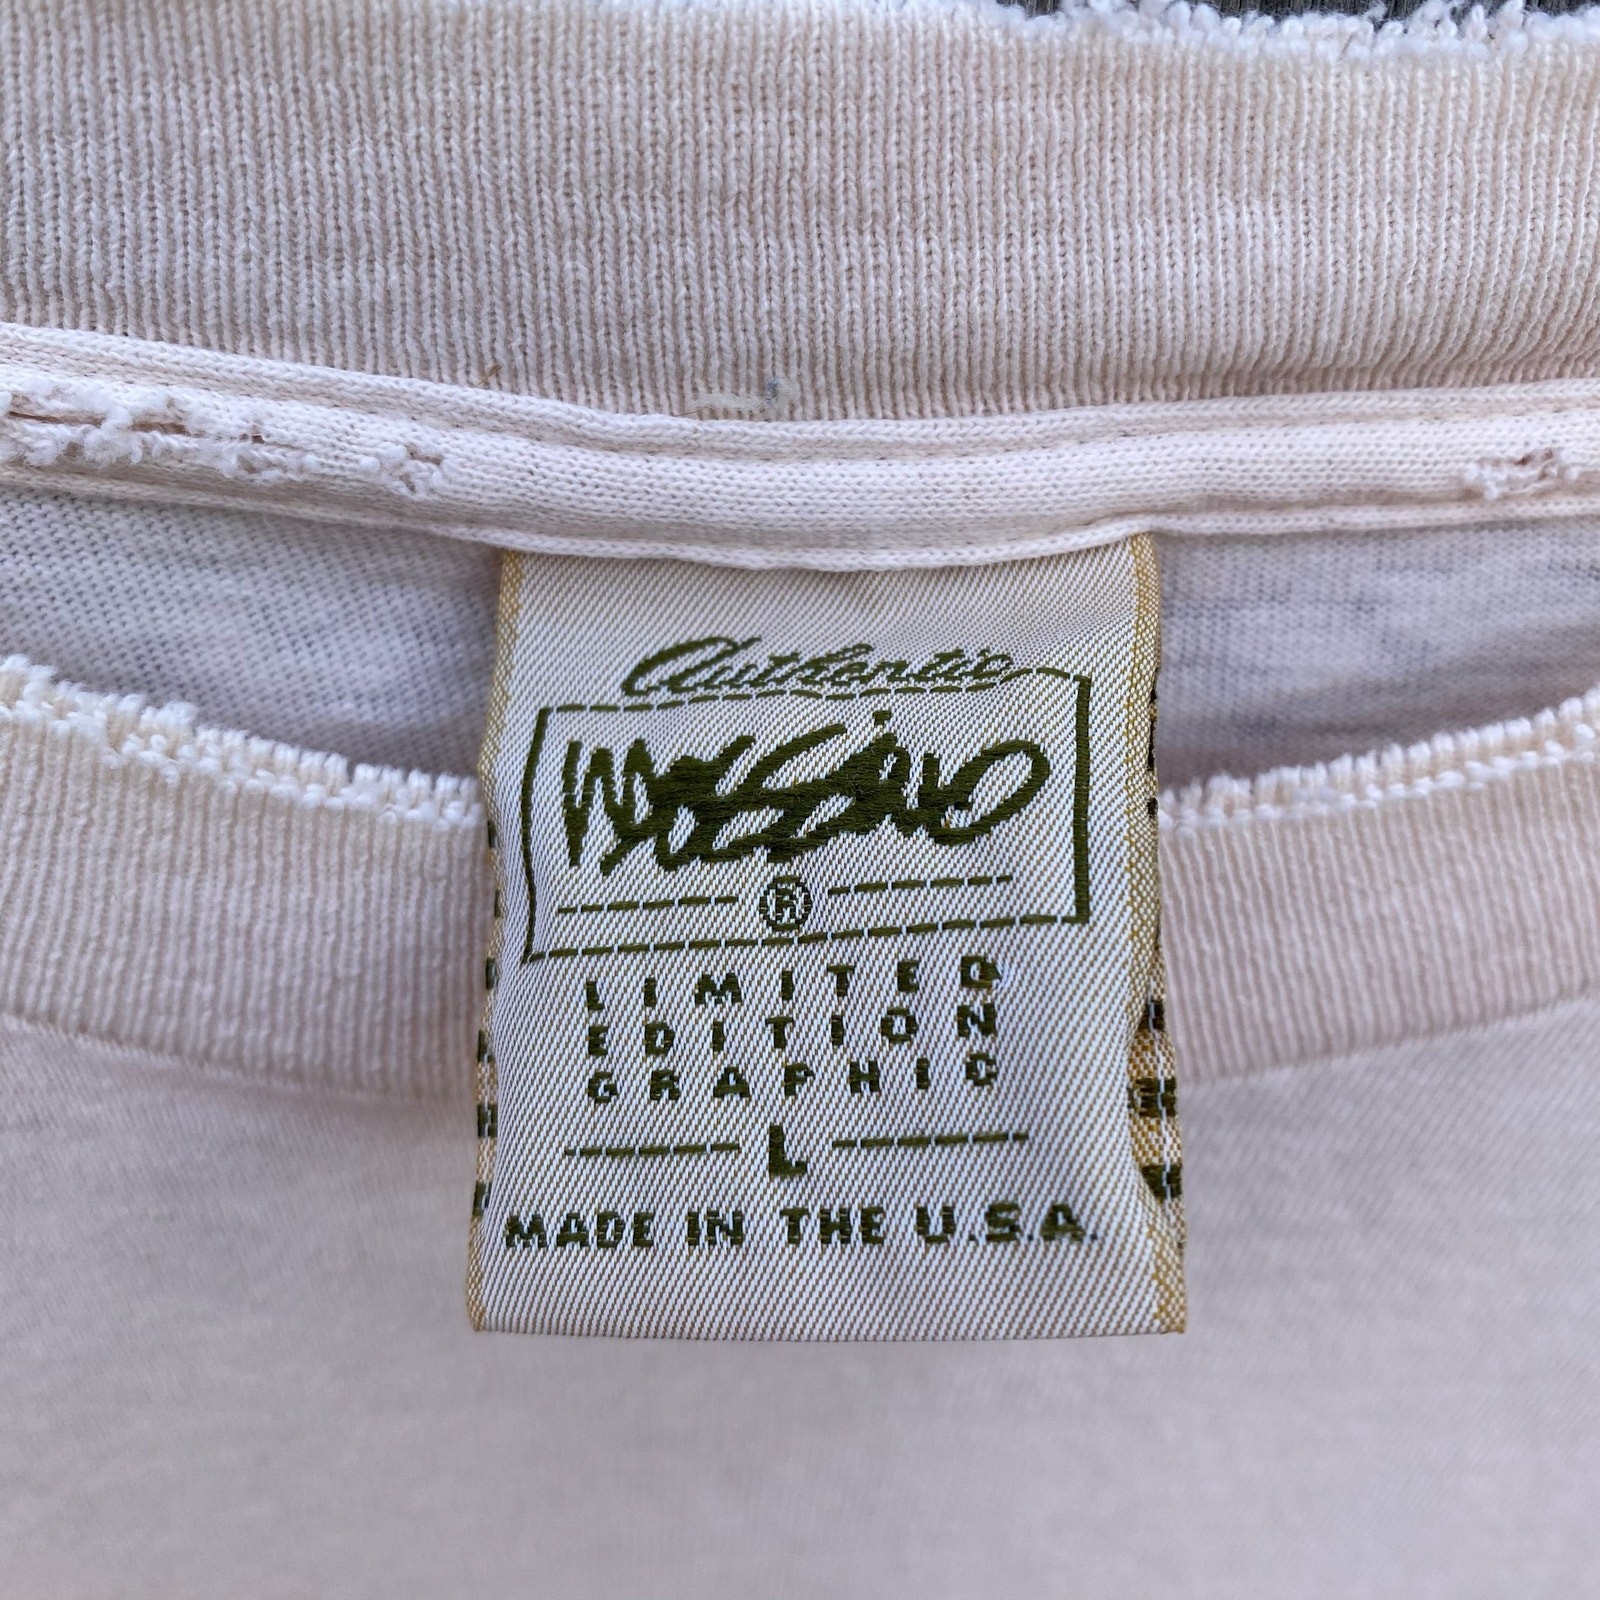 Authentic
Mossimo
®
LIMITED
EDITION
GRAPHIC
L
MADE IN THE U.S.A.